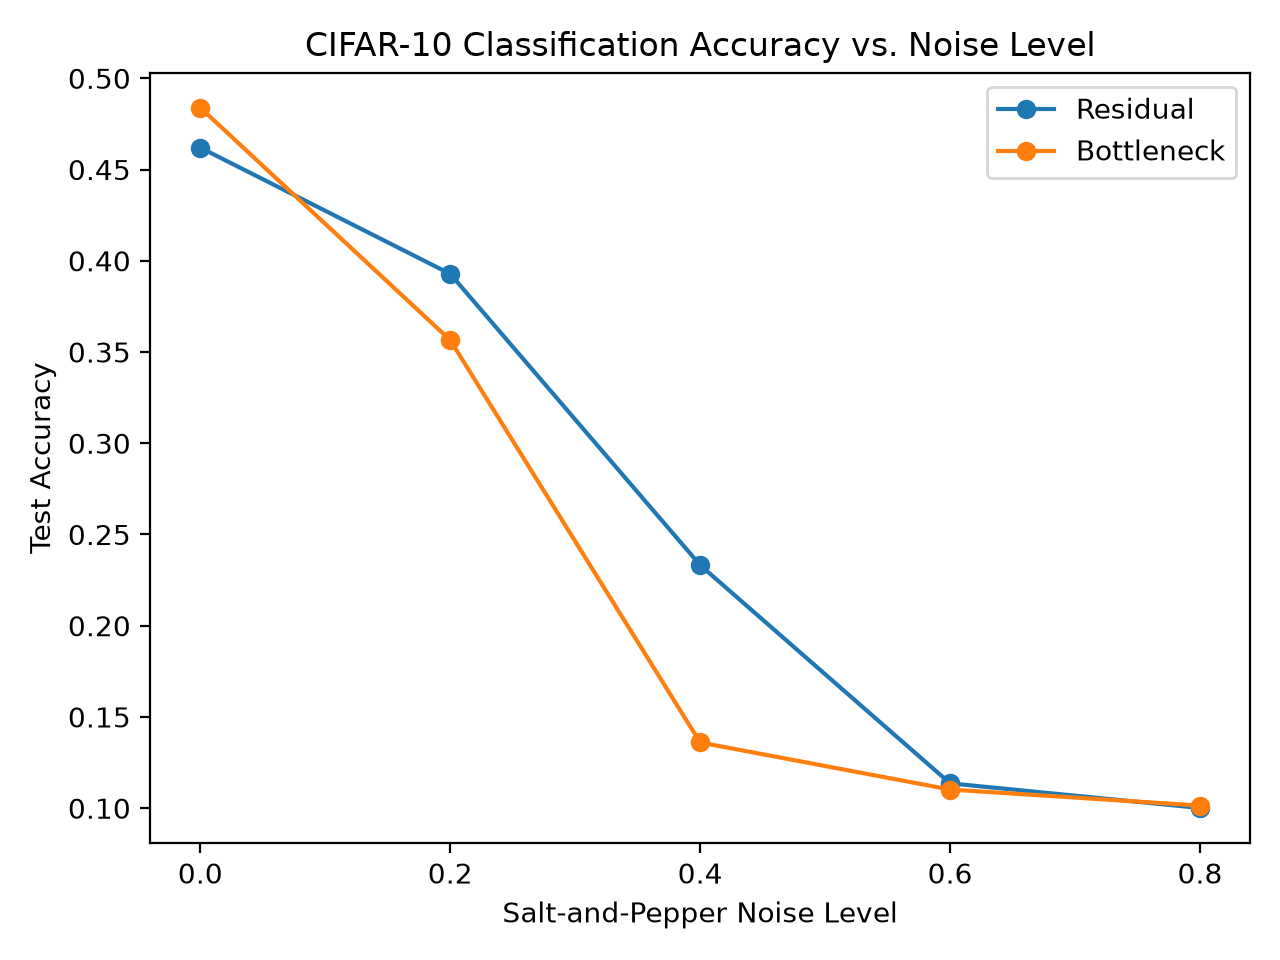 CIFAR-10 Classification Accuracy vs. Noise Level
Residual
Bottleneck
0.50
0.45
0.40
0.35
0.30
0.25
0.20
0.15
0.10
Test Accuracy
0.0 0.2 0.4 0.6 0.8
Salt-and-Pepper Noise Level